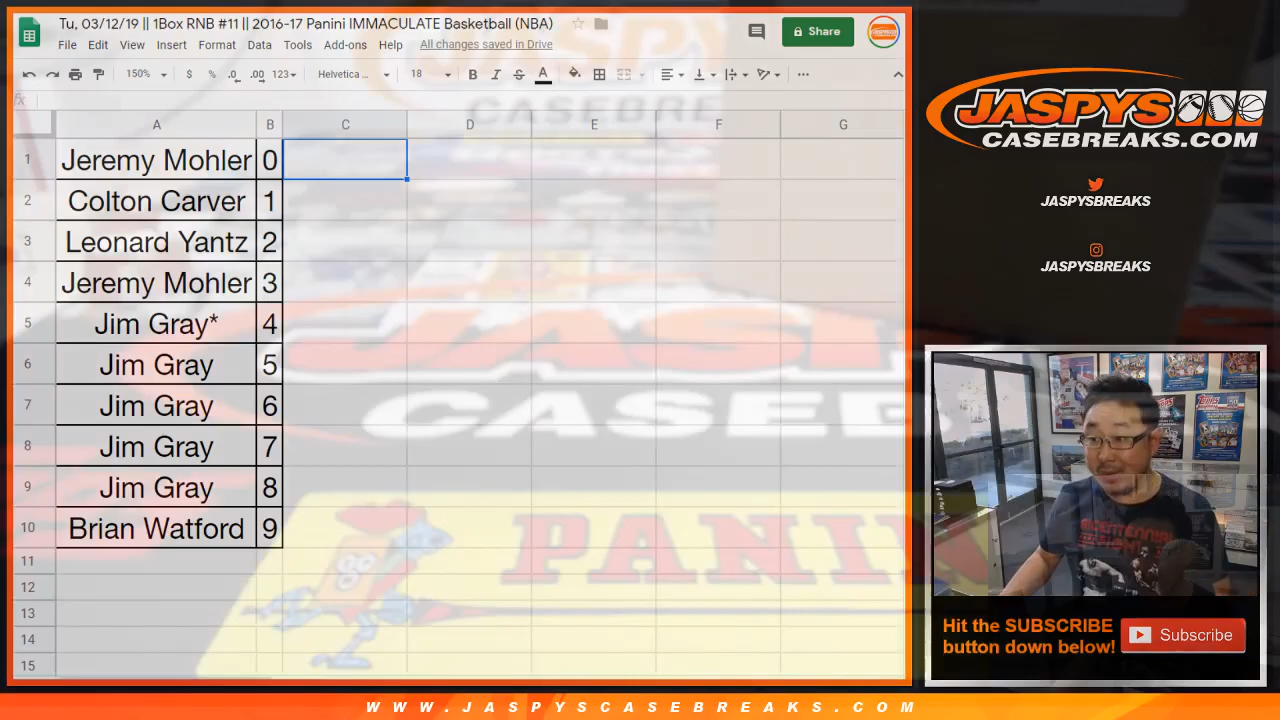 Tu, 03/12/19 || 1Box RNB #11 || 2016-17 Panini IMMACULATE Basketball (NBA)
File Edit View Insert Format Data Tools Add-ons Help All changes saved in Drive
Share
150% $ % .0 .00 123 Helvetica ... 18 B I S A
fx
A B C D E F G
1 Jeremy Mohler 0
2 Colton Carver 1
3 Leonard Yantz 2
4 Jeremy Mohler 3
5 Jim Gray* 4
6 Jim Gray 5
7 Jim Gray 6
8 Jim Gray 7
9 Jim Gray 8
10 Brian Watford 9
11
12
13
14
15
CASEBREA
JASP
CASEB
PANINI
JASPYS
CASEBREAKS.COM
JASPYSBREAKS
JASPYSBREAKS
Hit the SUBSCRIBE
button down below!
Subscribe
WWW.JASPYSCASEBREAKS.COM